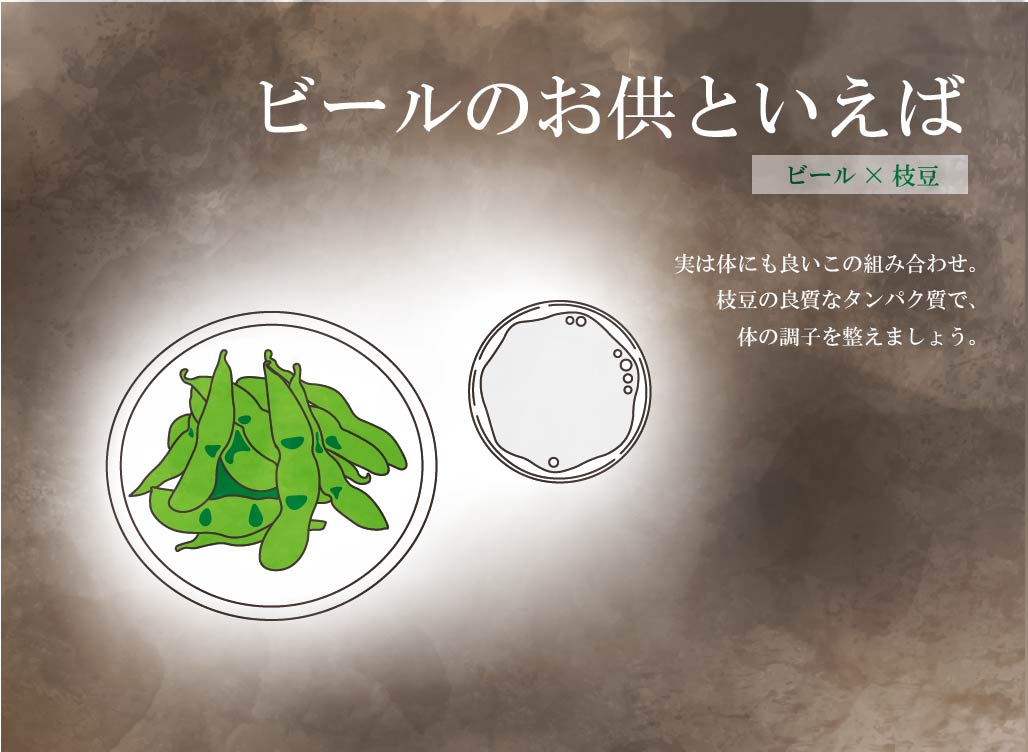 ビールのお供といえば
ビール × 枝豆
実は体にも良いこの組み合わせ。
枝豆の良質なタンパク質で、
体の調子を整えましょう。